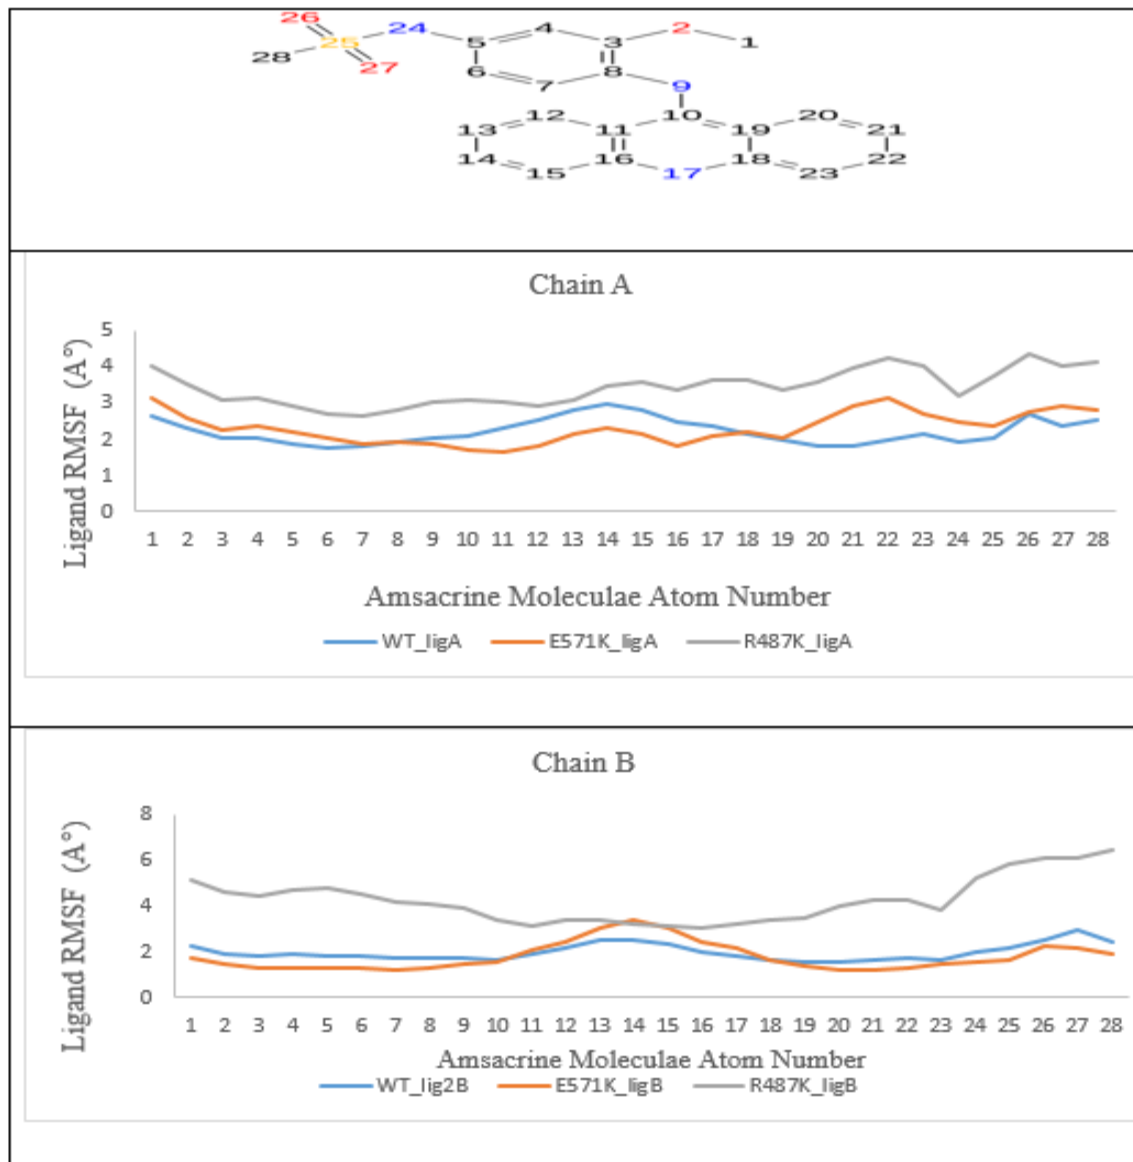 26 24 4 2
28 25 5 3 1
27 6 8
7 9
12 10 20
13 11 19 21
14 16 18 22
15 17 23
Chain A
Ligand RMSF (A°)
5
4
3
2
1
0
1 2 3 4 5 6 7 8 9 10 11 12 13 14 15 16 17 18 19 20 21 22 23 24 25 26 27 28
Amsacrine Moleculae Atom Number
WT_ligA E571K_ligA R487K_ligA
Chain B
Ligand RMSF (A°)
8
6
4
2
0
1 2 3 4 5 6 7 8 9 10 11 12 13 14 15 16 17 18 19 20 21 22 23 24 25 26 27 28
Amsacrine Moleculae Atom Number
WT_lig2B E571K_ligB R487K_ligB